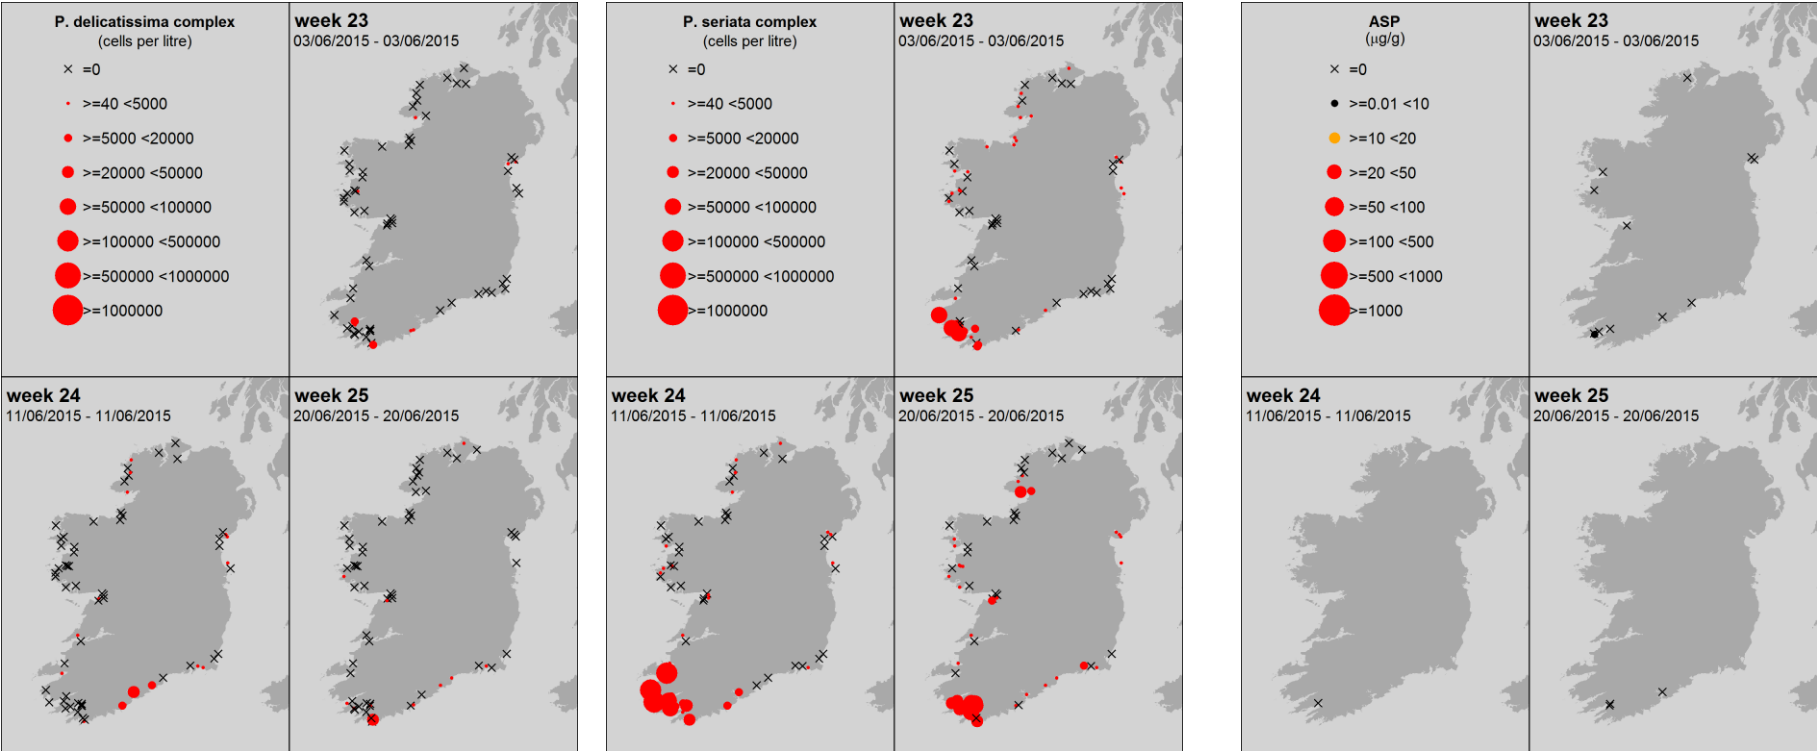 P. delicatissima complex
(cells per litre)
=0
>=40 <5000
>=5000 <20000
>=20000 <50000
>=50000 <100000
>=100000 <500000
>=500000 <1000000
>=1000000
week 23
03/06/2015 - 03/06/2015
week 24
11/06/2015 - 11/06/2015
week 25
20/06/2015 - 20/06/2015
P. seriata complex
(cells per litre)
=0
>=40 <5000
>=5000 <20000
>=20000 <50000
>=50000 <100000
>=100000 <500000
>=500000 <1000000
>=1000000
week 23
03/06/2015 - 03/06/2015
week 24
11/06/2015 - 11/06/2015
week 25
20/06/2015 - 20/06/2015
ASP
(μg/g)
=0
>=0.01 <10
>=10 <20
>=20 <50
>=50 <100
>=100 <500
>=500 <1000
>=1000
week 23
03/06/2015 - 03/06/2015
week 24
11/06/2015 - 11/06/2015
week 25
20/06/2015 - 20/06/2015